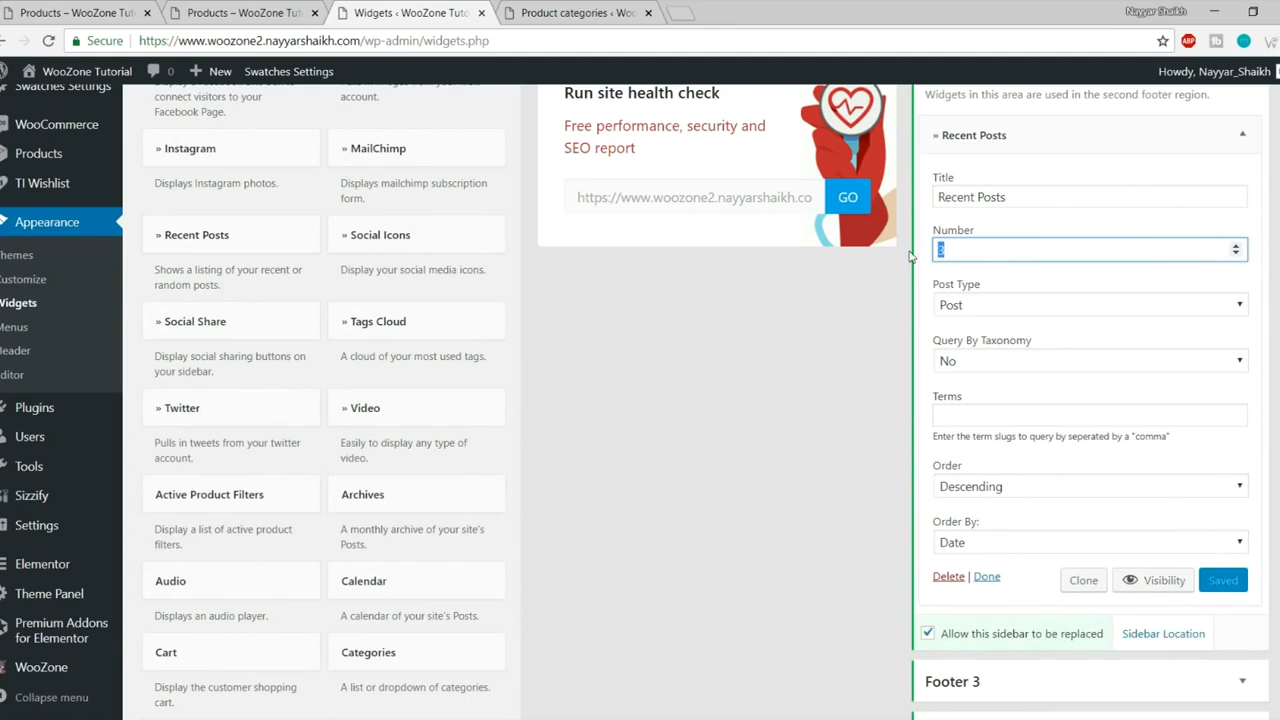 Products – WooZone Tuto
Products – WooZone Tuto
Widgets ‹ WooZone Tuto
Product categories ‹ Woo
Nayyar Shaikh
Secure
https://www.woozone2.nayyarshaikh.com/wp-admin/widgets.php
ABP
WooZone Tutorial
0
New
Swatches Settings
Howdy, Nayyar_Shaikh
Swatches Settings
WooCommerce
Products
TI Wishlist
Appearance
Themes
Customize
Widgets
Menus
Header
Editor
Plugins
Users
Tools
Sizzify
Settings
Elementor
Theme Panel
Premium Addons
for Elementor
WooZone
Collapse menu
connect visitors to your
Facebook Page.
account.
» Instagram
Displays Instagram photos.
» MailChimp
Displays mailchimp subscription
form.
» Recent Posts
Shows a listing of your recent or
random posts.
» Social Icons
Display your social media icons.
» Social Share
Display social sharing buttons on
your sidebar.
» Tags Cloud
A cloud of your most used tags.
» Twitter
Pulls in tweets from your twitter
account.
» Video
Easily to display any type of
video.
Active Product Filters
Display a list of active product
filters.
Archives
A monthly archive of your site's
Posts.
Audio
Displays an audio player.
Calendar
A calendar of your site's Posts.
Cart
Display the customer shopping
cart.
Categories
A list or dropdown of categories.
Run site health check
Free performance, security and
SEO report
https://www.woozone2.nayyarshaikh.co
GO
Widgets in this area are used in the second footer region.
» Recent Posts
Title
Recent Posts
Number
3
Post Type
Post
Query By Taxonomy
No
Terms
Enter the term slugs to query by seperated by a "comma"
Order
Descending
Order By:
Date
Delete | Done
Clone
Visibility
Saved
Allow this sidebar to be replaced
Sidebar Location
Footer 3